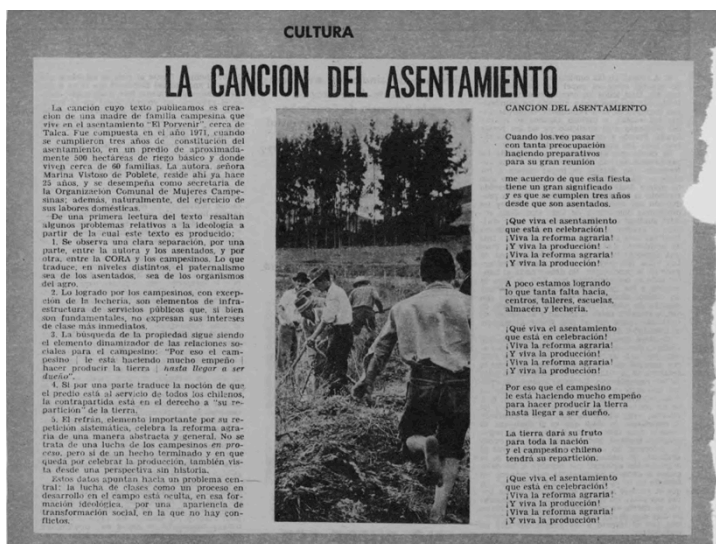 CULTURA
LA CANCION DEL ASENTAMIENTO
La canción cuyo texto publicamos es crea-
ción de una madre de familia campesina que
vive en el asentamiento "El Porvenir", cerca de
Talca. Fue compuesta en el año 1971, cuando
se cumplieron tres años de constitución del
asentamiento, en un predio de aproximada-
mente 500 hectáreas de riego básico y donde
viven cerca de 60 familias. La autora, señora
Marina Vistoso de Poblete, reside ahí ya hace
25 años, y se desempeña como secretaria de
la Organización Comunal de Mujeres Campe-
sinas; además, naturalmente, del ejercicio de
sus labores domésticas.
De una primera lectura del texto resaltan
algunos problemas relativos a la ideología a
partir de la cual este texto es producido:
1. Se observa una clara separación, por una
parte, entre la autora y los asentados, y por
otra, entre la CORA y los campesinos. Lo que
traduce, en niveles distintos, el paternalismo
sea de los asentados, sea de los organismos
del agro.
2. Lo logrado por los campesinos, con excep-
ción de la lechería, son elementos de infra-
estructura de servicios públicos que, si bien
son fundamentales, no expresan sus intereses
de clase más inmediatos.
3. La búsqueda de la propiedad sigue siendo
el elemento dinamizador de las relaciones so-
ciales para el campesino: "Por eso el cam-
pesino | le está haciendo mucho empeño |
hacer producir la tierra | hasta llegar a ser
dueño".
4. Si por una parte traduce la noción de que
el predio está al servicio de todos los chilenos,
la contrapartida está en el derecho a "su re-
partición" de la tierra.
5. El refrán, elemento importante por su re-
petición sistemática, celebra la reforma agra-
ria de una manera abstracta y general. No se
trata de una lucha de los campesinos en pro-
ceso, pero sí de un hecho terminado y en que
queda por celebrar la producción, también vis-
ta desde una perspectiva sin historia.
Estos datos apuntan hacia un problema cen-
tral: la lucha de clases como un proceso en
desarrollo en el campo está oculta, en esa for-
mación ideológica, por una apariencia de
transformación social, en la que no hay con-
flictos.
CANCION DEL ASENTAMIENTO
Cuando los veo pasar
con tanta preocupación
haciendo preparativos
para su gran reunión
me acuerdo de que esta fiesta
tiene un gran significado
y es que se cumplen tres años
desde que son asentados.
¡Que viva el asentamiento
que está en celebración!
¡Viva la reforma agraria!
¡Y viva la producción!
¡Viva la reforma agraria!
¡Y viva la producción!
A poco estamos logrando
lo que tanta falta hacía,
centros, talleres, escuelas,
almacén y lechería.
¡Que viva el asentamiento
que está en celebración!
¡Viva la reforma agraria!
¡Y viva la producción!
¡Viva la reforma agraria!
¡Y viva la producción!
Por eso que el campesino
le está haciendo mucho empeño
para hacer producir la tierra
hasta llegar a ser dueño.
La tierra dará su fruto
para toda la nación
y el campesino chileno
tendrá su repartición.
¡Que viva el asentamiento
que está en celebración!
¡Viva la reforma agraria!
¡Y viva la producción!
¡Viva la reforma agraria!
¡Y viva la producción!